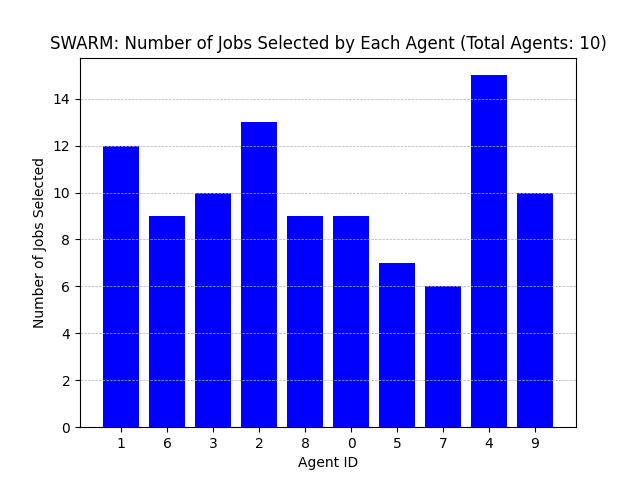 SWARM: Number of Jobs Selected by Each Agent (Total Agents: 10)
Number of Jobs Selected
14
12
10
8
6
4
2
0
1 6 3 2 8 0 5 7 4 9
Agent ID